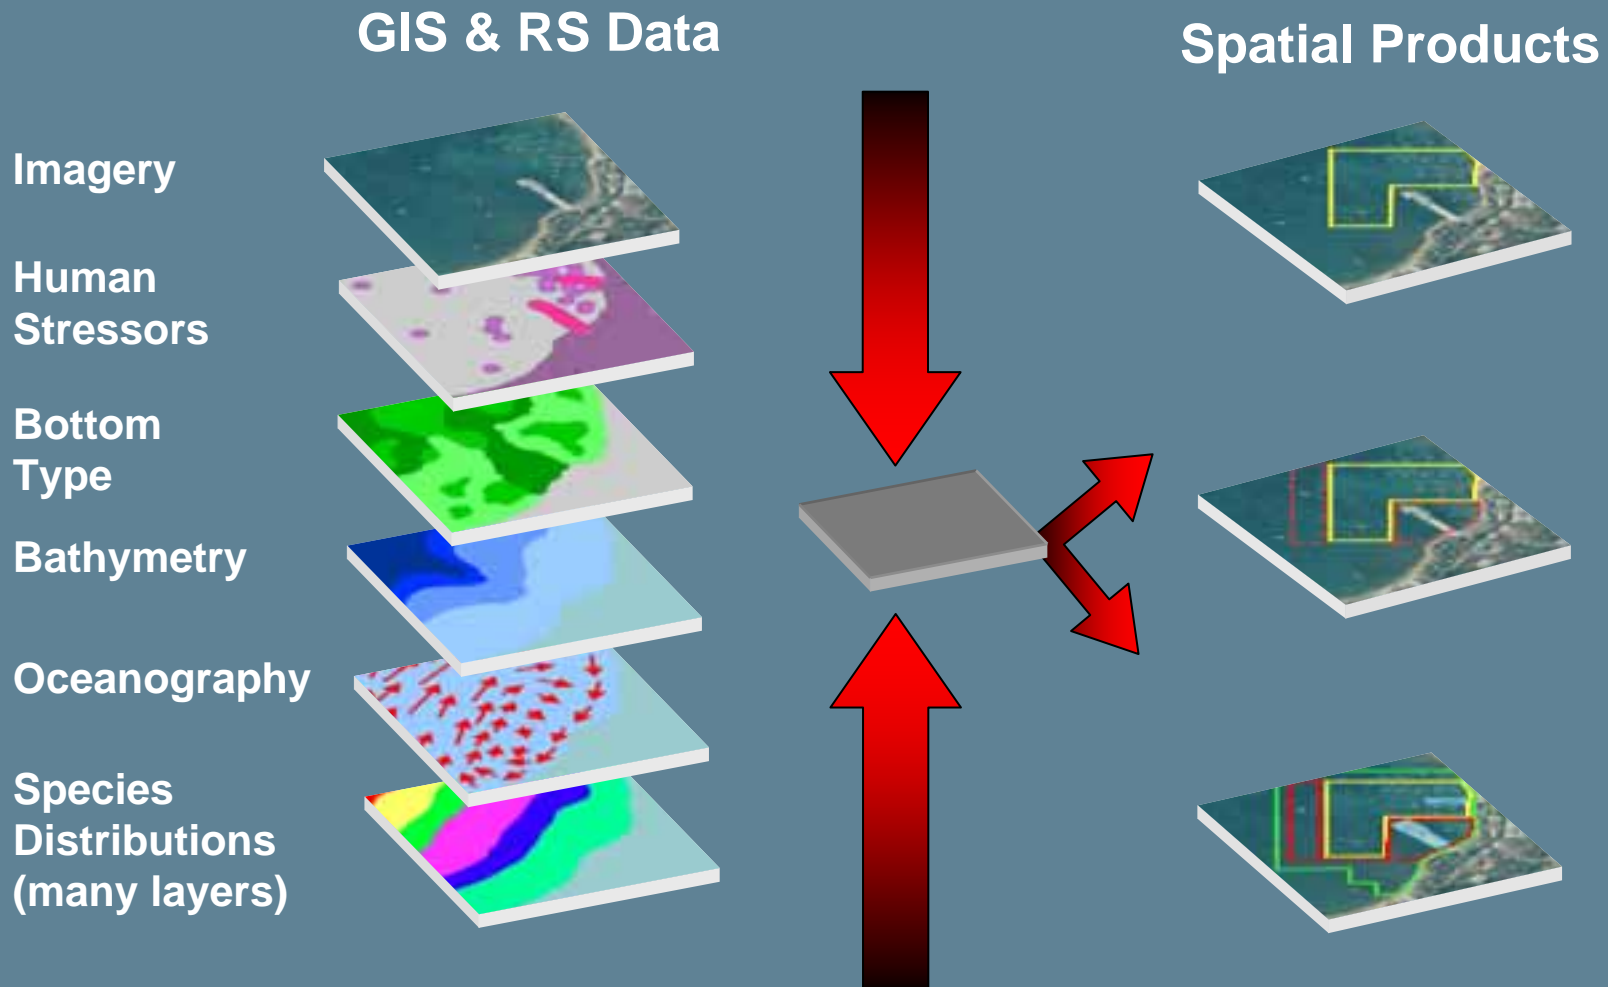 GIS & RS Data
Spatial Products
Imagery
Human
Stressors
Bottom
Type
Bathymetry
Oceanography
Species
Distributions
(many layers)